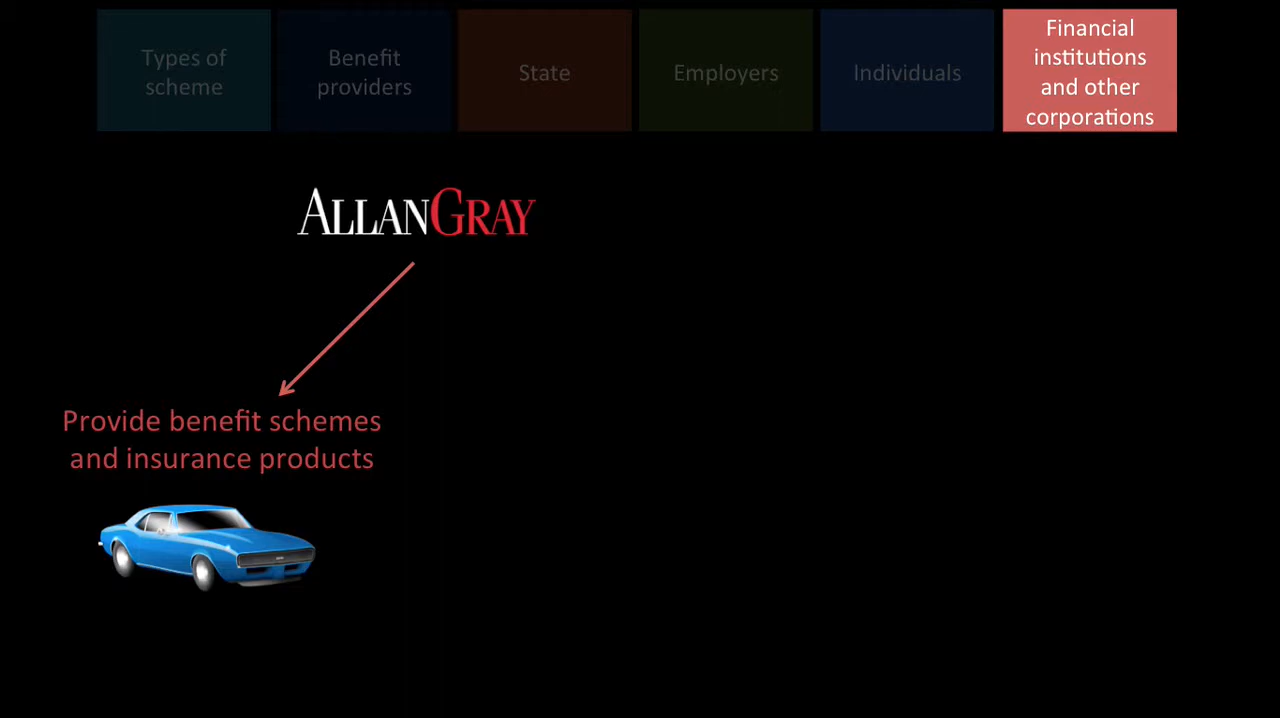 Types of
scheme
Benefit
providers
State
Employers
Individuals
Financial
institutions
and other
corporations
ALLANGRAY
Provide benefit schemes
and insurance products